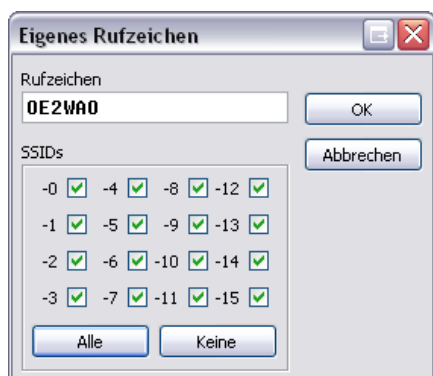 Eigenes Rufzeichen
Rufzeichen
OE2WAO
OK
Abbrechen
SSIDs
-0 -4 -8 -12
-1 -5 -9 -13
-2 -6 -10 -14
-3 -7 -11 -15
Alle Keine